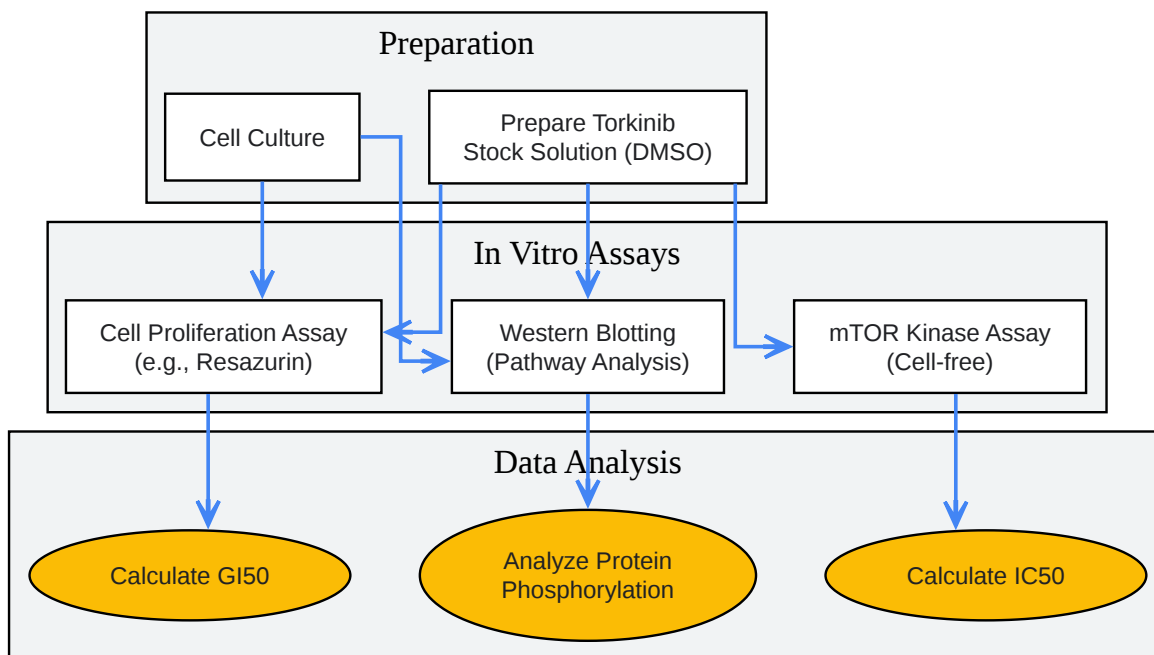 Preparation
Cell Culture
Prepare Torkinib
Stock Solution (DMSO)
In Vitro Assays
Cell Proliferation Assay
(e.g., Resazurin)
Western Blotting
(Pathway Analysis)
mTOR Kinase Assay
(Cell-free)
Data Analysis
Calculate GI50
Analyze Protein
Phosphorylation
Calculate IC50